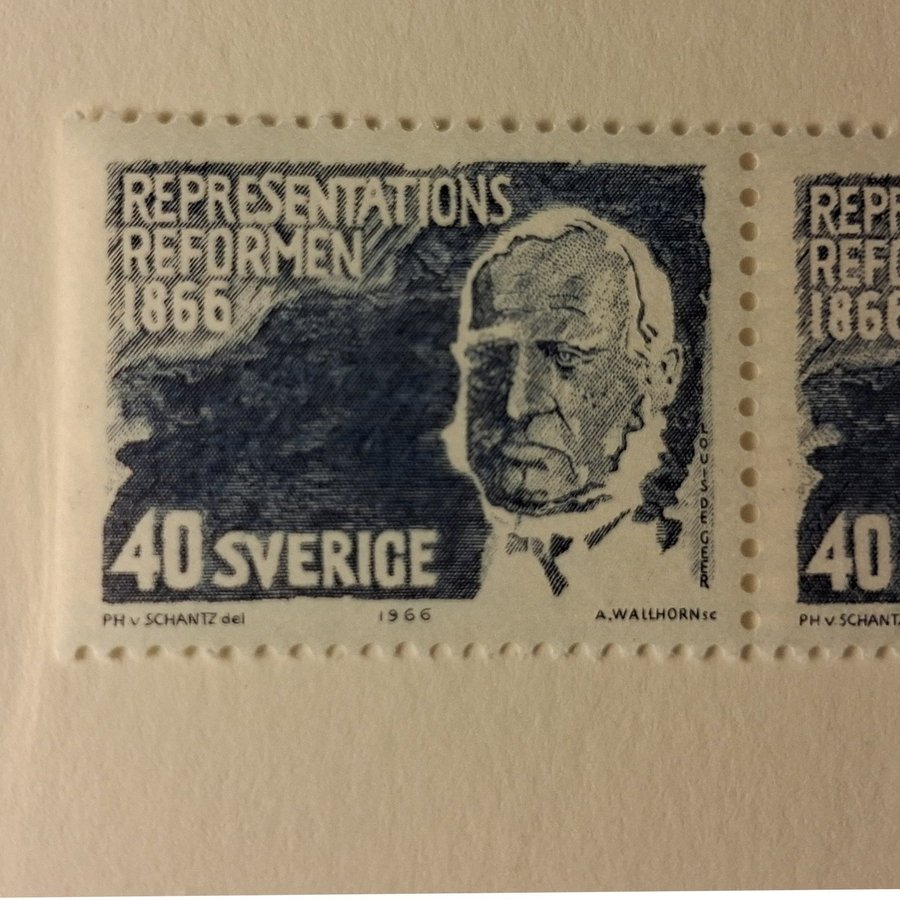 REPRESENTATIONS
REFORMEN
1866
LOUIS DE GEER
40 SVERIGE
PH v SCHANTZ del
1966
A. WALLHORN sc
REPR
REFO
1866
40
PH v. SCHANTZ